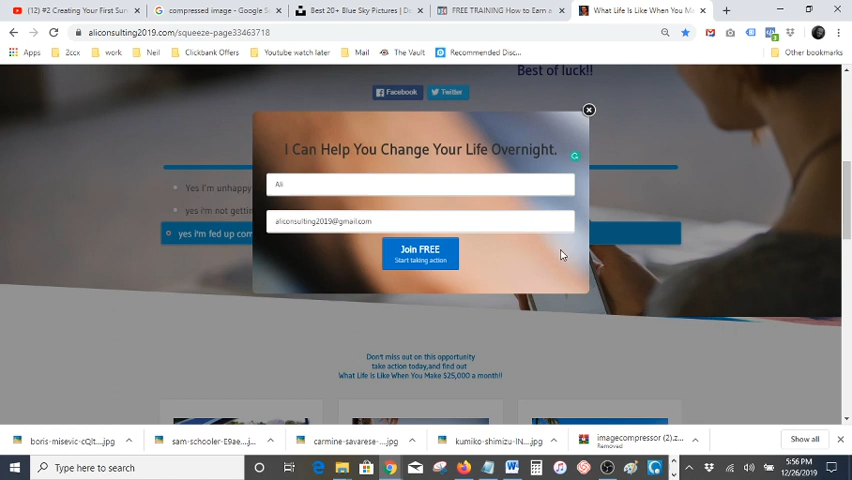 (12) #2 Creating Your First Sur
compressed image - Google S
Best 20+ Blue Sky Pictures | Do
FREE TRAINING How to Earn a
What Life Is Like When You M
aliconsulting2019.com/squeeze-page33463718
Apps
2ccx
work
Neil
Clickbank Offers
Youtube watch later
Mail
The Vault
Recommended Disc...
Other bookmarks
Best of luck!!
Facebook
Twitter
I Can Help You Change Your Life Overnight.
Ali
Yes I'm unhappy
yes i'm not gettin
aliconsulting2019@gmail.com
yes i'm fed up com
Join FREE
Start taking action
Don't miss out on this opportunity
take action today,and find out
What Life Is Like When You Make $25,000 a month!!
boris-misevic-cQIt....jpg
sam-schooler-E9ae....jpg
carmine-savarese-....jpg
kumiko-shimizu-IN....jpg
imagecompressor (2).z...
Removed
Show all
Type here to search
5:56 PM
12/26/2019